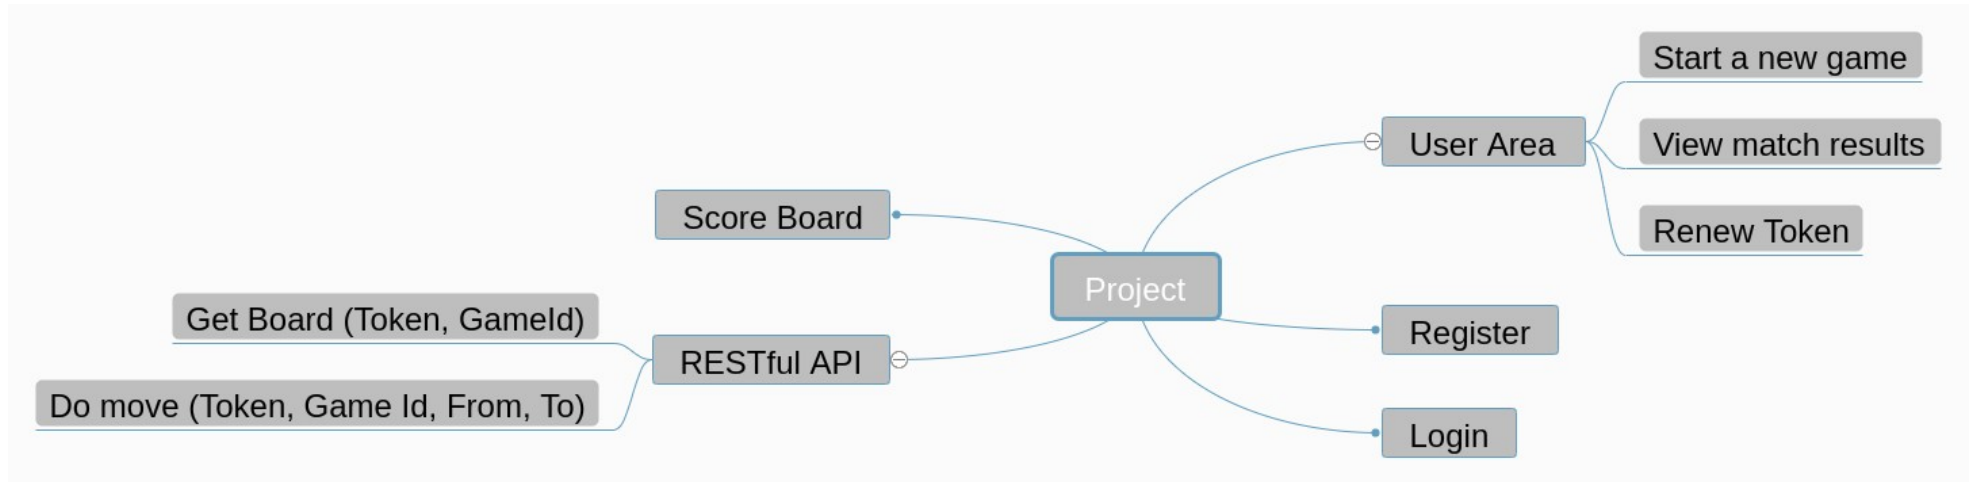 Start a new game
User Area
View match results
Score Board
Renew Token
Project
Get Board (Token, GameId)
Register
RESTful API
Do move (Token, Game Id, From, To)
Login